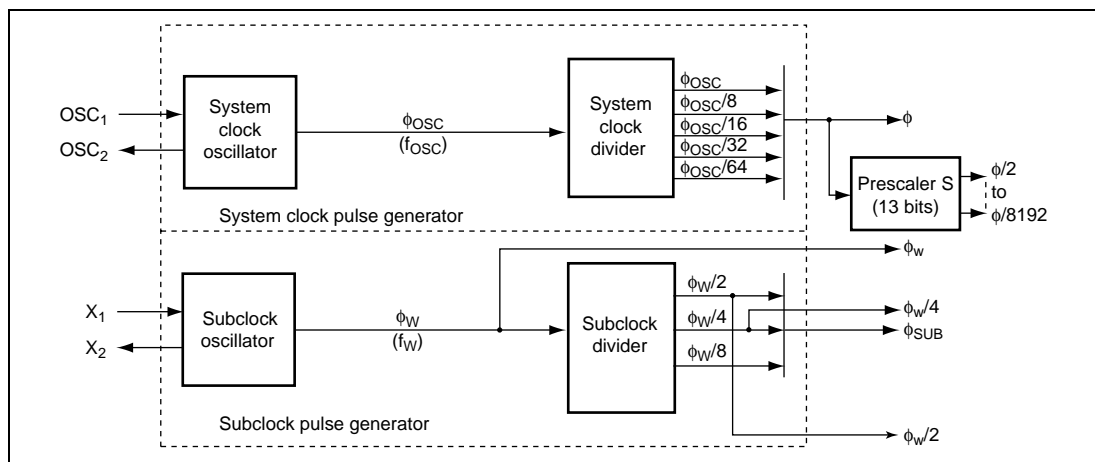 OSC₁
OSC₂
System
clock
oscillator
ϕOSC
(fOSC)
System
clock
divider
ϕOSC
ϕOSC/8
ϕOSC/16
ϕOSC/32
ϕOSC/64
ϕ
Prescaler S
(13 bits)
ϕ/2
to
ϕ/8192
System clock pulse generator
X₁
X₂
Subclock
oscillator
ϕW
(fW)
Subclock
divider
ϕW/2
ϕW/4
ϕW/8
ϕw
ϕw/4
ϕSUB
ϕw/2
Subclock pulse generator